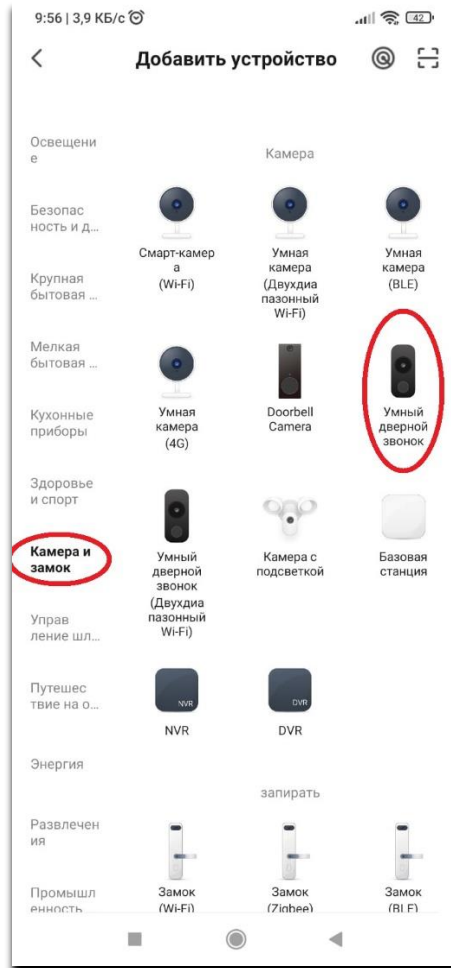 9:56 | 3,9 КБ/с
42
Добавить устройство
Освещени
е
Безопас
ность и д...
Крупная
бытовая ...
Мелкая
бытовая ...
Кухонные
приборы
Здоровье
и спорт
Камера и
замок
Управ
ление шл...
Путешес
твие на о...
Энергия
Развлечен
ия
Промышл
енность
Камера
Смарт-камер
а
(Wi-Fi)
Умная
камера
(Двухдиа
пазонный
Wi-Fi)
Умная
камера
(BLE)
Умная
камера
(4G)
Doorbell
Camera
Умный
дверной
звонок
Умный
дверной
звонок
(Двухдиа
пазонный
Wi-Fi)
Камера с
подсветкой
Базовая
станция
NVR
NVR
DVR
DVR
запирать
Замок
(Wi-Fi)
Замок
(Zigbee)
Замок
(BLE)